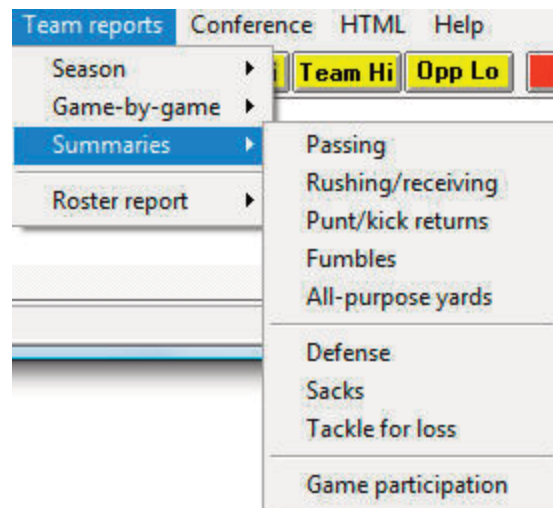 Team reports Conference HTML Help
Season
Team Hi Opp Lo
Game-by-game
Summaries
Roster report
Passing
Rushing/receiving
Punt/kick returns
Fumbles
All-purpose yards
Defense
Sacks
Tackle for loss
Game participation